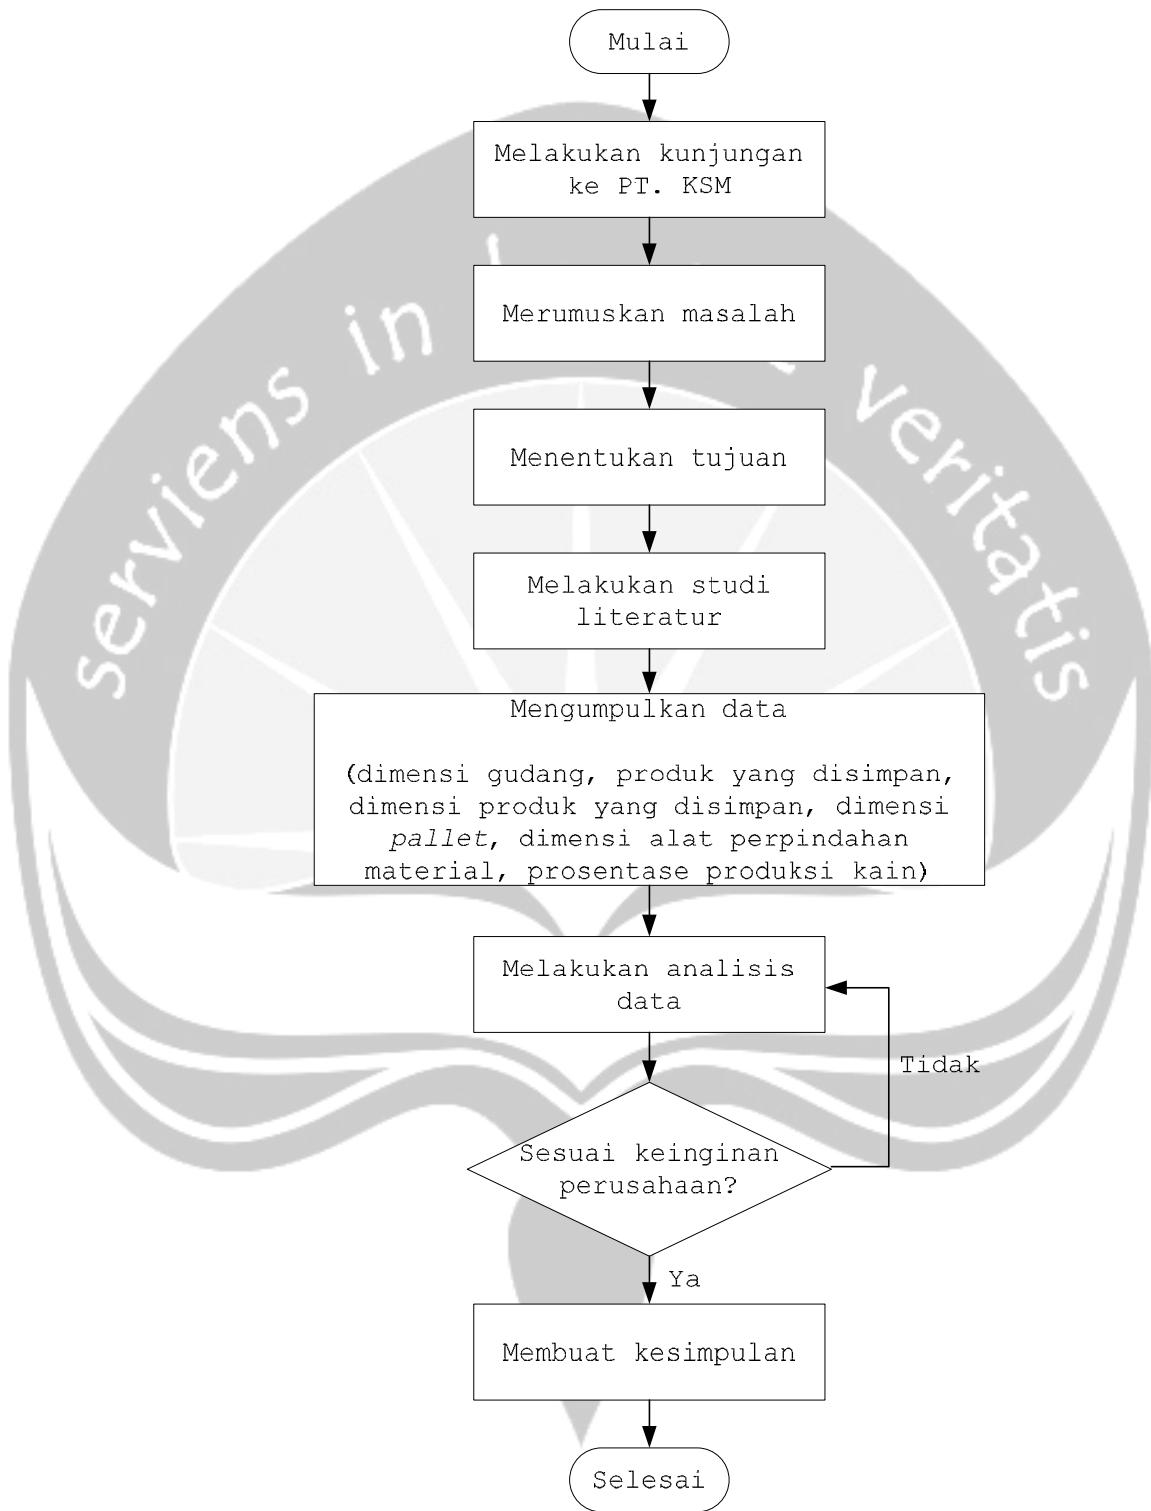 Mulai
Melakukan kunjungan
ke PT. KSM
Merumuskan masalah
Menentukan tujuan
Melakukan studi
literatur
Mengumpulkan data
(dimensi gudang, produk yang disimpan,
dimensi produk yang disimpan, dimensi
pallet, dimensi alat perpindahan
material, prosentase produksi kain)
Melakukan analisis
data
Tidak
Sesuai keinginan
perusahaan?
Ya
Membuat kesimpulan
Selesai
serviens in veritatis